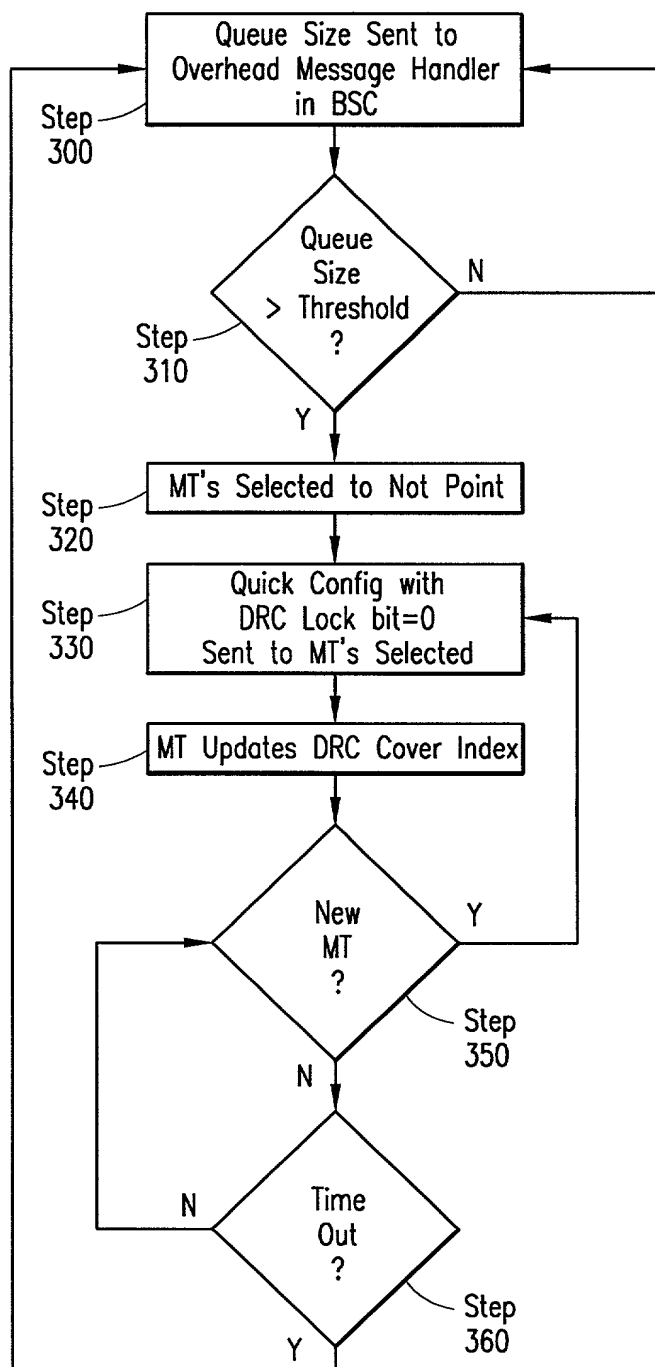 Queue Size Sent to
Overhead Message Handler
in BSC
Step
300
Queue
Size
> Threshold
?
N
Step
310
Y
MT's Selected to Not Point
Step
320
Quick Config with
DRC Lock bit=0
Sent to MT's Selected
Step
330
MT Updates DRC Cover Index
Step
340
New
MT
?
Y
Step
350
N
Time
Out
?
N
Step
360
Y